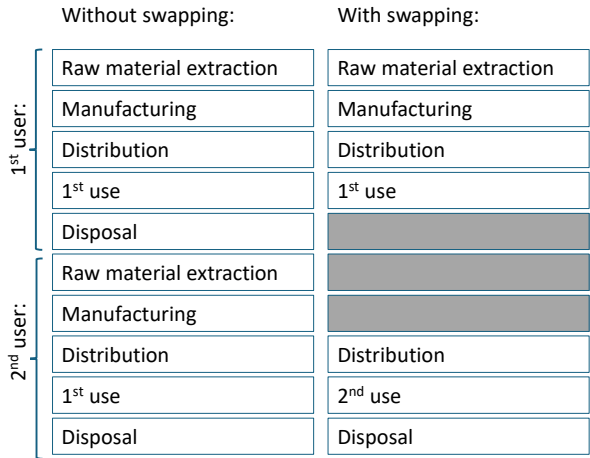 Without swapping: With swapping:
1st user:
Raw material extraction Raw material extraction
Manufacturing Manufacturing
Distribution Distribution
1st use 1st use
Disposal
2nd user:
Raw material extraction
Manufacturing
Distribution Distribution
1st use 2nd use
Disposal Disposal